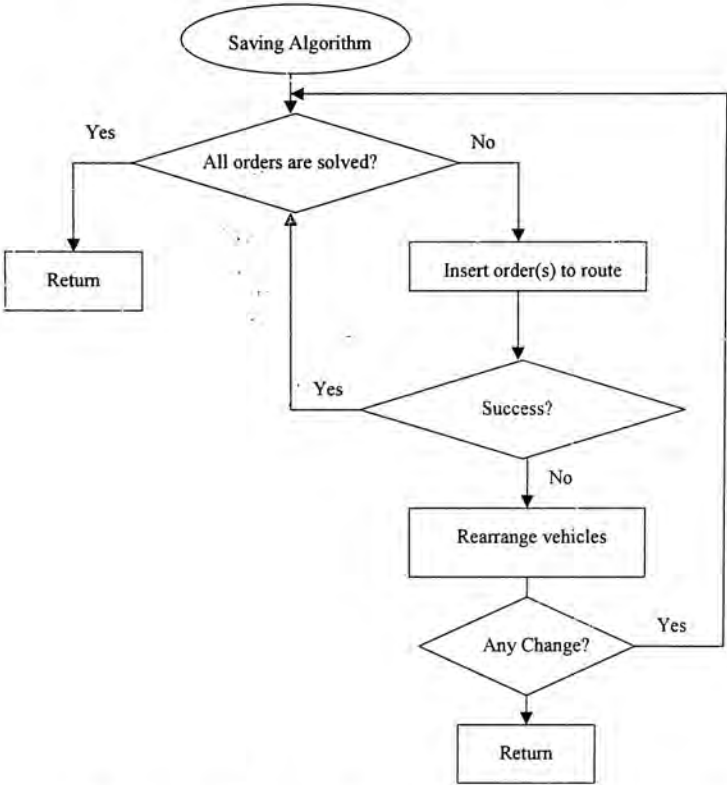 Saving Algorithm
Yes
All orders are solved?
No
Return
Insert order(s) to route
Yes
Success?
No
Rearrange vehicles
Any Change?
Yes
Return